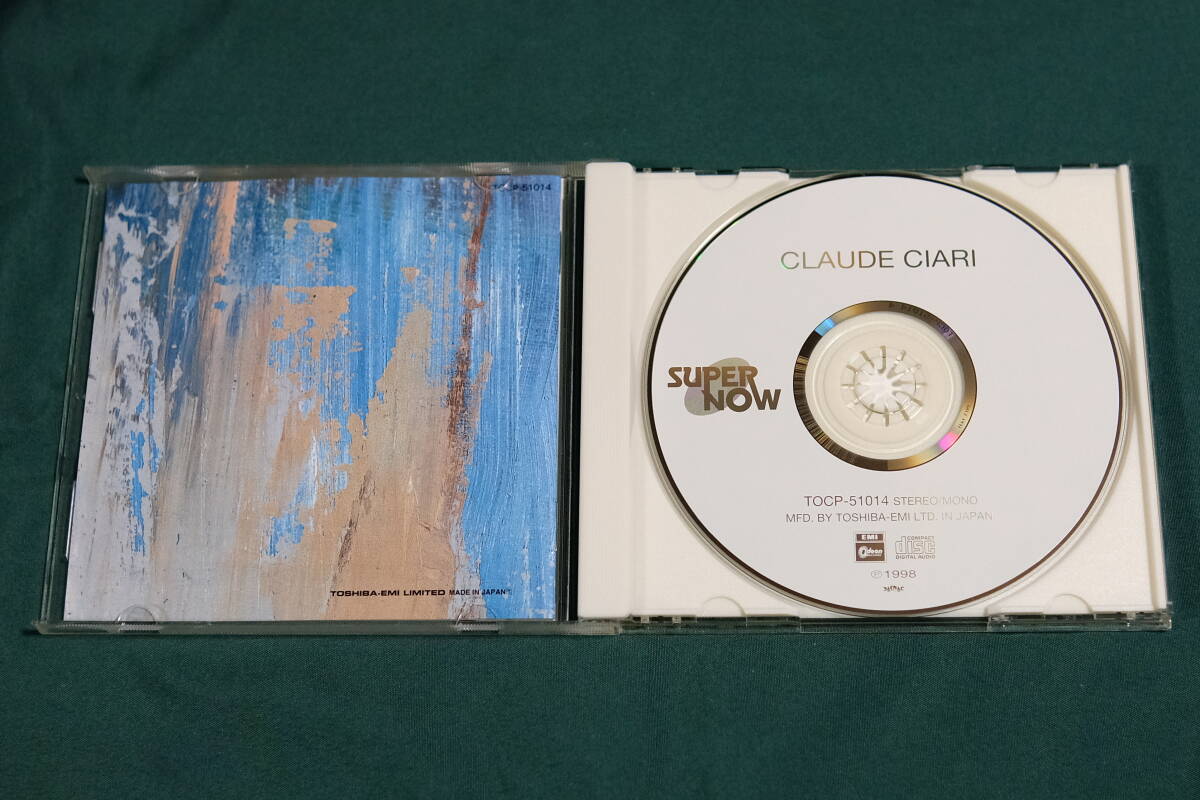 TOCP-51014
TOSHIBA-EMI LIMITED MADE IN JAPAN
CLAUDE CIARI
SUPER
NOW
TOCP-51014 STEREO/MONO
MFD. BY TOSHIBA-EMI LTD. IN JAPAN
EMI
Odeon
COMPACT
disc
DIGITAL AUDIO
Ⓟ1998